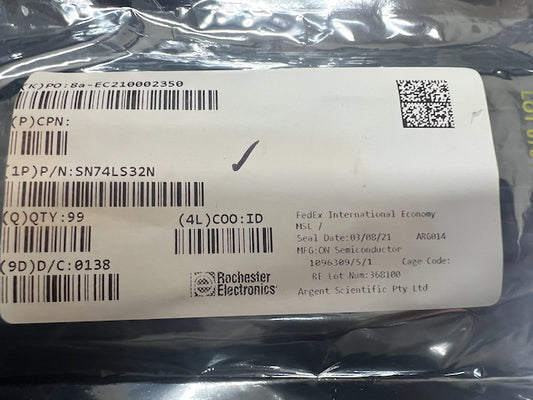 (K)PO:8a-EC210002350
(P)CPN:
(1P)P/N:SN74LS32N
(Q)QTY:99
(4L)COO:ID
(9D)D/C:0138
Rochester
Electronics
FedEx International Economy
MSL /
Seal Date:03/08/21 ARG014
MFG:ON Semiconductor
1096309/5/1 Cage Code:
RE Lot Num:368100
Argent Scientific Pty Ltd
LOT